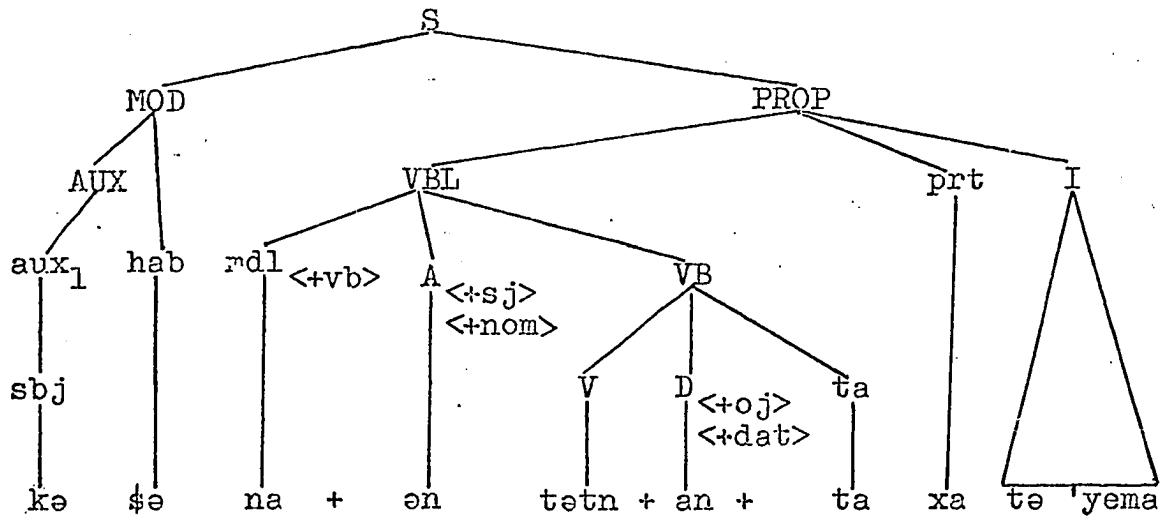 S
MOD PROP
AUX VBL prt I
aux1 hab mdl <+vb> A <+sj> VB
<+nom>
sbj V D <+oj> ta
<+dat>
kə $ə na + ən tətn + an + ta xa tə'yema